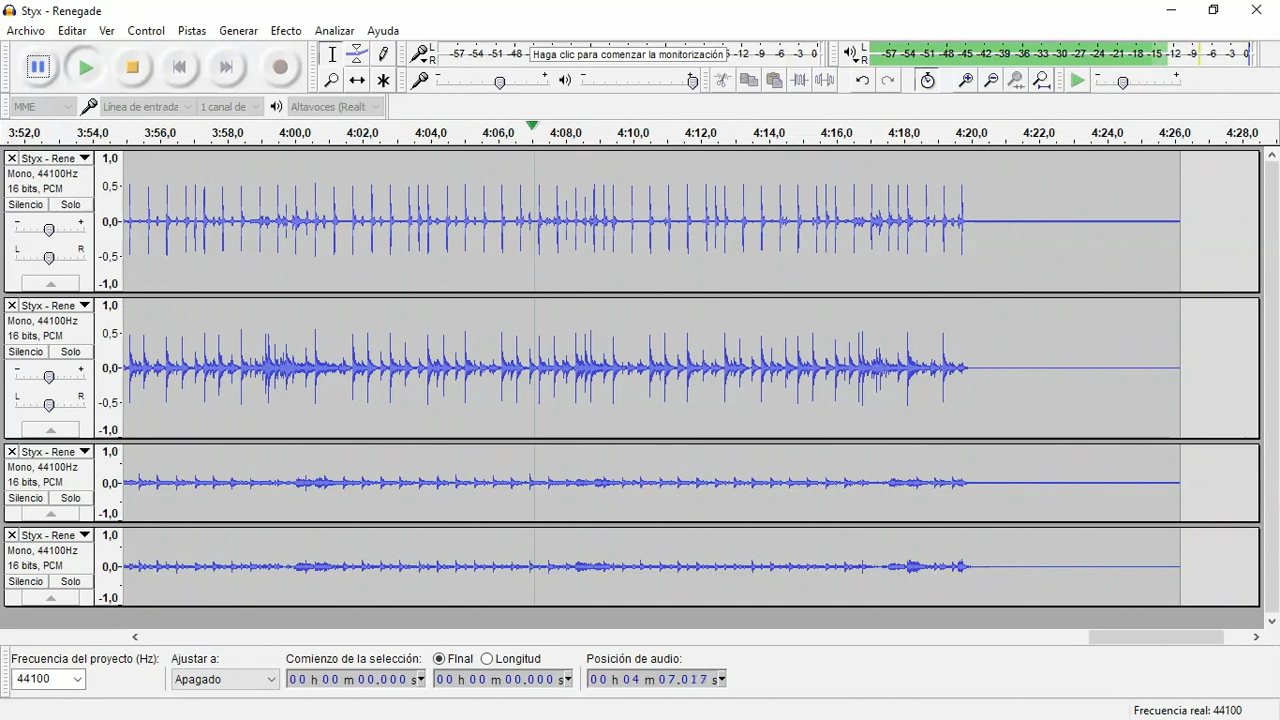 Styx - Renegade
Archivo Editar Ver Control Pistas Generar Efecto Analizar Ayuda
L R -57 -54 -51 -48 Haga clic para comenzar la monitorización -12 -9 -6 -3 0 L R -57 -54 -51 -48 -45 -42 -39 -36 -33 -30 -27 -24 -21 -18 -15 -12 -9 -6 -3 0
- + - + - +
MME Línea de entrada 1 canal de Altavoces (Realt
3:52,0 3:54,0 3:56,0 3:58,0 4:00,0 4:02,0 4:04,0 4:06,0 4:08,0 4:10,0 4:12,0 4:14,0 4:16,0 4:18,0 4:20,0 4:22,0 4:24,0 4:26,0 4:28,0
Styx - Rene 1,0
Mono, 44100Hz
16 bits, PCM 0,5
Silencio Solo
- + 0,0
L R -0,5
-1,0
Styx - Rene 1,0
Mono, 44100Hz
16 bits, PCM 0,5
Silencio Solo
- + 0,0
L R -0,5
-1,0
Styx - Rene 1,0
Mono, 44100Hz
16 bits, PCM 0,0
Silencio Solo
-1,0
Styx - Rene 1,0
Mono, 44100Hz
16 bits, PCM 0,0
Silencio Solo
-1,0
Frecuencia del proyecto (Hz): Ajustar a: Comienzo de la selección: FInal Longitud Posición de audio:
44100 Apagado 00 h 00 m 00,000 s 00 h 00 m 00,000 s 00 h 04 m 07,017 s
Frecuencia real: 44100